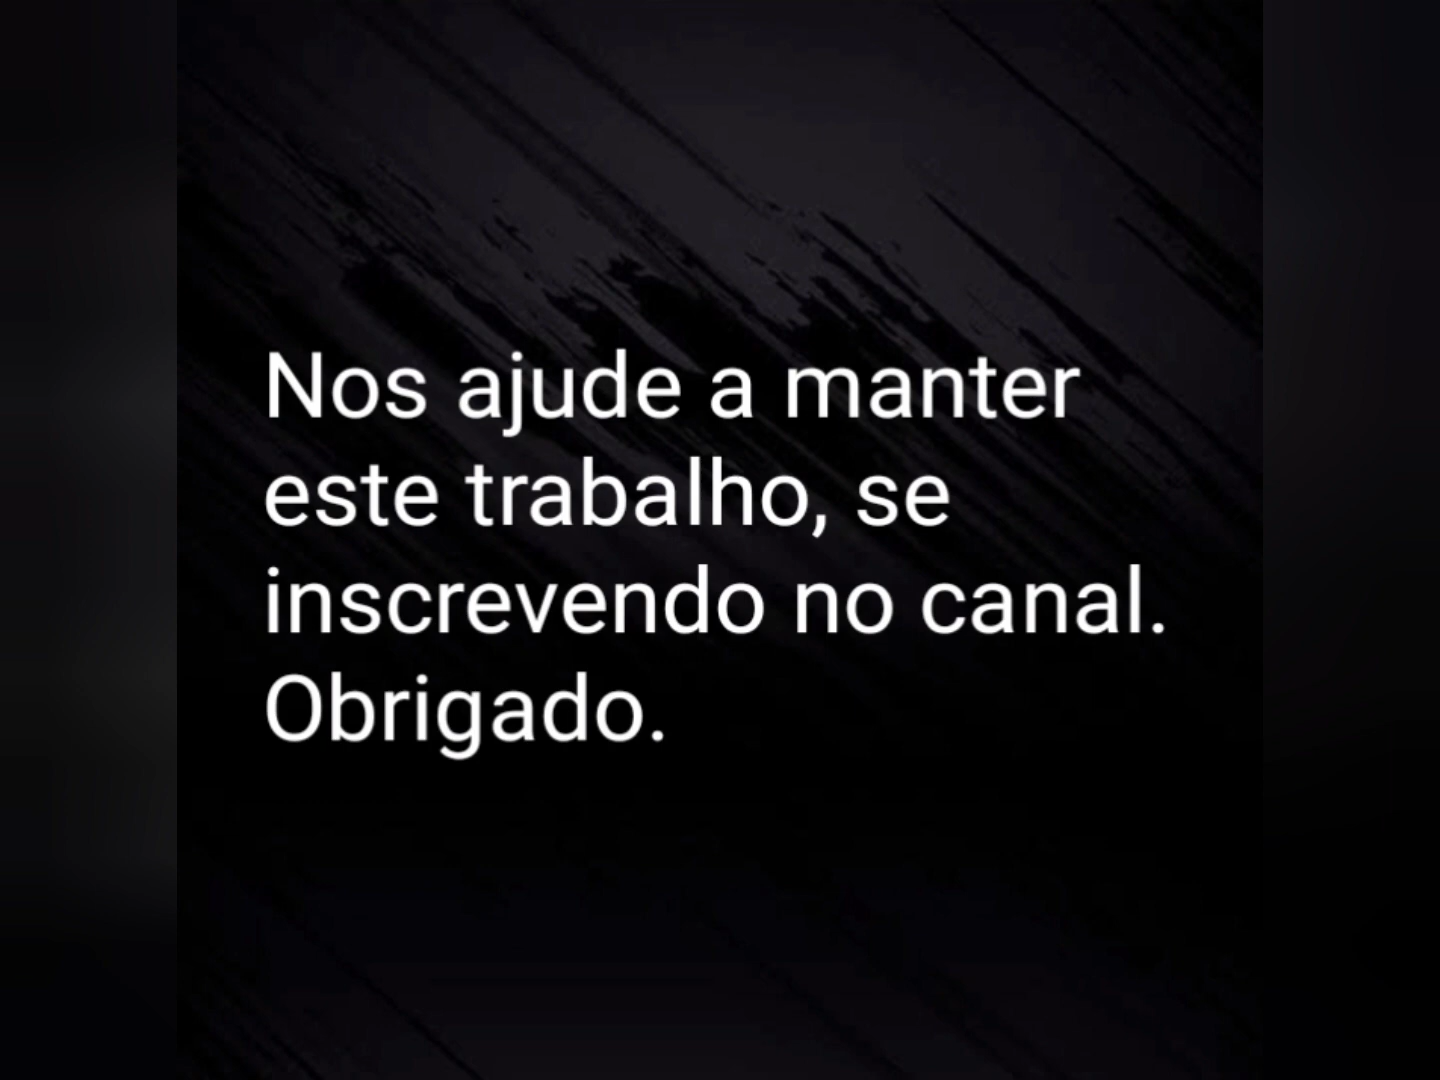 Nos ajude a manter
este trabalho, se
inscrevendo no canal.
Obrigado.